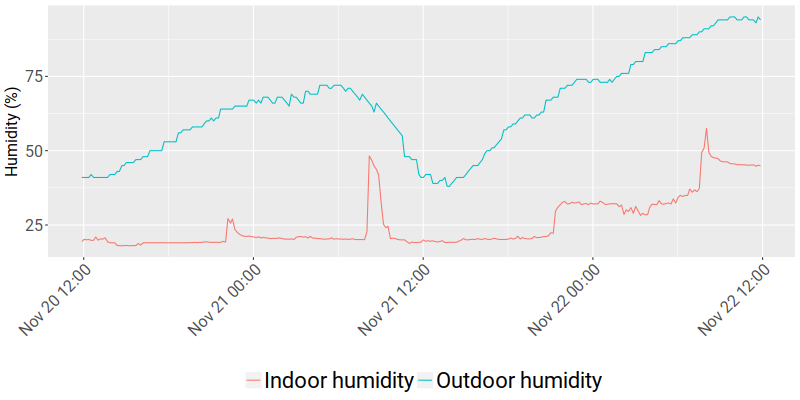 Humidity (%)
75
50
25
Nov 20 12:00
Nov 21 00:00
Nov 21 12:00
Nov 22 00:00
Nov 22 12:00
Indoor humidity Outdoor humidity